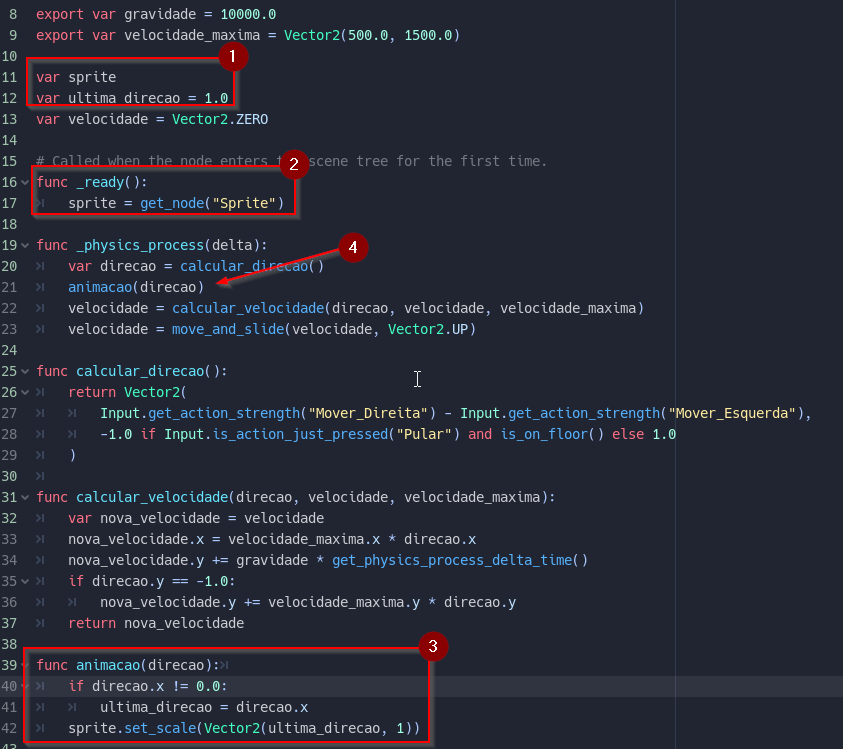 8 export var gravidade = 10000.0
9 export var velocidade_maxima = Vector2(500.0, 1500.0)
10
1
11 var sprite
12 var ultima_direcao = 1.0
13 var velocidade = Vector2.ZERO
14
2
15 # Called when the node enters scene tree for the first time.
16 func _ready():
17 sprite = get_node("Sprite")
18
19 func _physics_process(delta):
4
20 var direcao = calcular_direcao()
21 animacao(direcao)
22 velocidade = calcular_velocidade(direcao, velocidade, velocidade_maxima)
23 velocidade = move_and_slide(velocidade, Vector2.UP)
24
25 func calcular_direcao():
26 return Vector2(
27 Input.get_action_strength("Mover_Direita") - Input.get_action_strength("Mover_Esquerda"),
28 -1.0 if Input.is_action_just_pressed("Pular") and is_on_floor() else 1.0
29 )
30
31 func calcular_velocidade(direcao, velocidade, velocidade_maxima):
32 var nova_velocidade = velocidade
33 nova_velocidade.x = velocidade_maxima.x * direcao.x
34 nova_velocidade.y += gravidade * get_physics_process_delta_time()
35 if direcao.y == -1.0:
36 nova_velocidade.y += velocidade_maxima.y * direcao.y
37 return nova_velocidade
38
3
39 func animacao(direcao):
40 if direcao.x != 0.0:
41 ultima_direcao = direcao.x
42 sprite.set_scale(Vector2(ultima_direcao, 1))
43